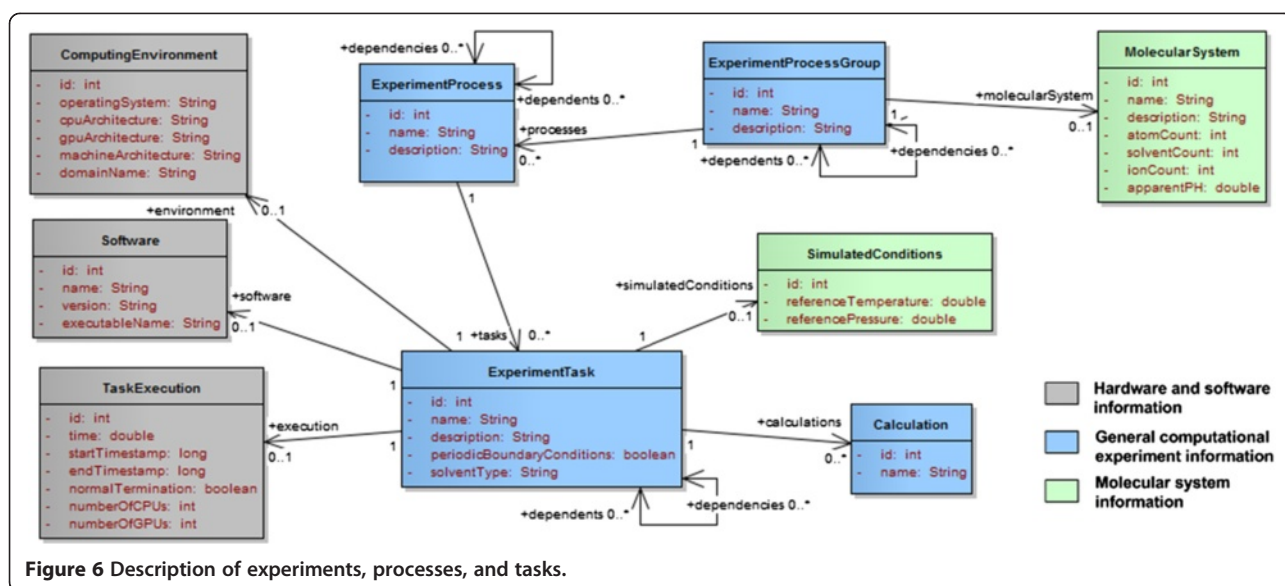 ComputingEnvironment
- id: int
- operatingSystem: String
- cpuArchitecture: String
- gpuArchitecture: String
- machineArchitecture: String
- domainName: String
+environment
0..1
Software
- id: int
- name: String
- version: String
- executableName: String
+software
0..1
1
TaskExecution
- id: int
- time: double
- startTimestamp: long
- endTimestamp: long
- normalTermination: boolean
- numberOfCPUs: int
- numberOfGPUs: int
+execution
0..1
1
+dependencies 0..*
ExperimentProcess
- id: int
- name: String
- description: String
+dependents 0..*
+processes
0..*
1
1
ExperimentProcessGroup
- id: int
- name: String
- description: String
1
1
+dependents 0..*
+dependencies 0..*
+molecularSystem
0..1
MolecularSystem
- id: int
- name: String
- description: String
- atomCount: int
- solventCount: int
- ionCount: int
- apparentPH: double
SimulatedConditions
- id: int
- referenceTemperature: double
- referencePressure: double
+simulatedConditions
0..1
1
1
+tasks
0..*
ExperimentTask
- id: int
- name: String
- description: String
- periodicBoundaryConditions: boolean
- solventType: String
1
+dependents 0..*
+dependencies 0..*
+calculations
0..*
Calculation
- id: int
- name: String
Hardware and software
information
General computational
experiment information
Molecular system
information
Figure 6 Description of experiments, processes, and tasks.